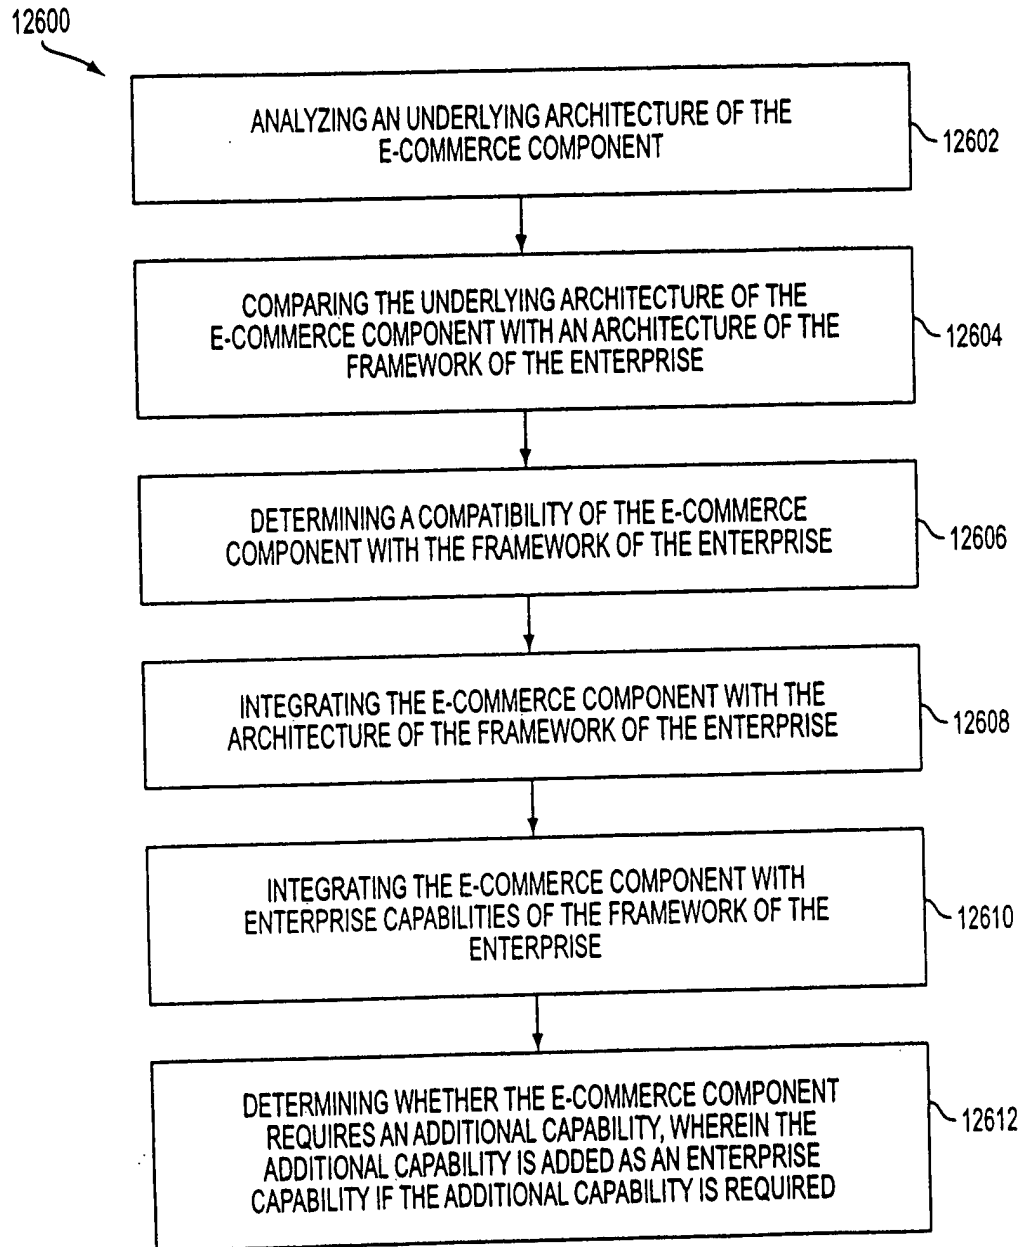 12600
ANALYZING AN UNDERLYING ARCHITECTURE OF THE
E-COMMERCE COMPONENT
12602
COMPARING THE UNDERLYING ARCHITECTURE OF THE
E-COMMERCE COMPONENT WITH AN ARCHITECTURE OF THE
FRAMEWORK OF THE ENTERPRISE
12604
DETERMINING A COMPATIBILITY OF THE E-COMMERCE
COMPONENT WITH THE FRAMEWORK OF THE ENTERPRISE
12606
INTEGRATING THE E-COMMERCE COMPONENT WITH THE
ARCHITECTURE OF THE FRAMEWORK OF THE ENTERPRISE
12608
INTEGRATING THE E-COMMERCE COMPONENT WITH
ENTERPRISE CAPABILITIES OF THE FRAMEWORK OF THE
ENTERPRISE
12610
DETERMINING WHETHER THE E-COMMERCE COMPONENT
REQUIRES AN ADDITIONAL CAPABILITY, WHEREIN THE
ADDITIONAL CAPABILITY IS ADDED AS AN ENTERPRISE
CAPABILITY IF THE ADDITIONAL CAPABILITY IS REQUIRED
12612